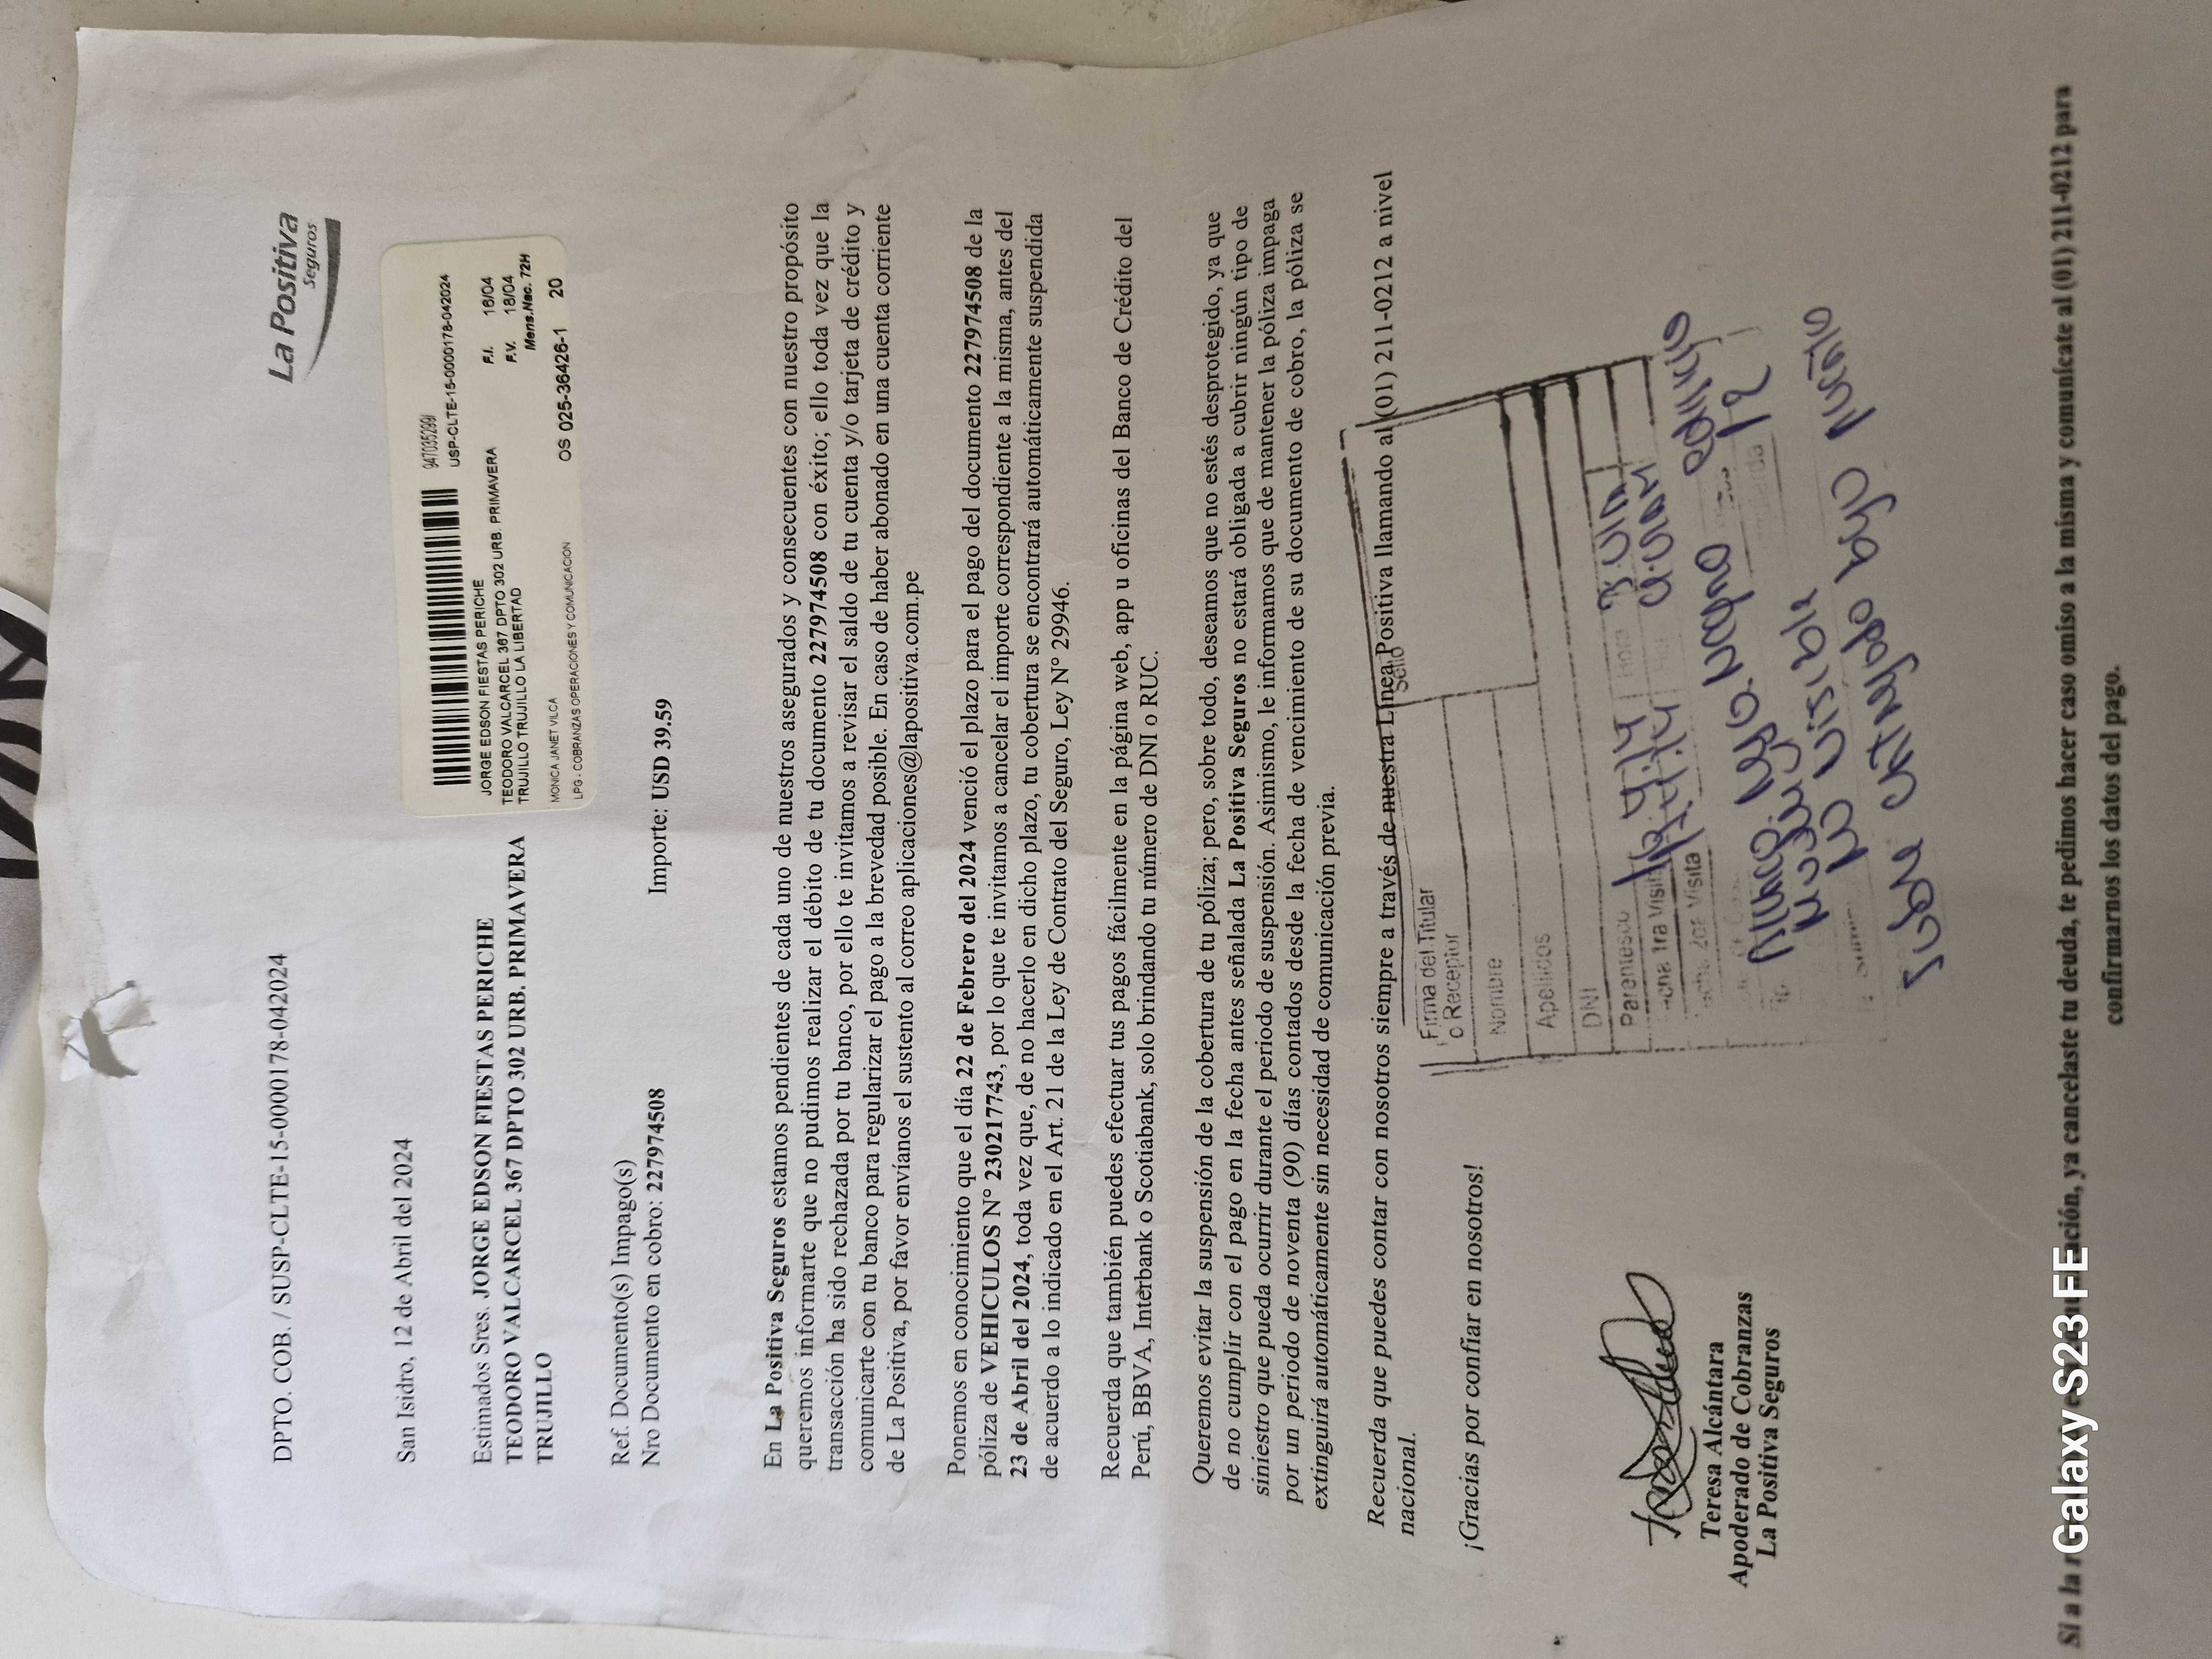 La Positiva
Seguros
DPTO. COB. / SUSP-CLTE-15-0000178-042024
San Isidro, 12 de Abril del 2024
USP-CLTE-15-0000178-042024
JORGE EDSON FIESTAS PERICHE
TEODORO VALCARCEL 367 DPTO 302 URB. PRIMAVERA
TRUJILLO TRUJILLO LA LIBERTAD
F.I. 16/04
F.V. 18/04
Mens.Nac. 72H
MONICA JANET VILCA
LPG - COBRANZAS OPERACIONES Y COMUNICACION
OS 025-36426-1 20
Estimados Sres. JORGE EDSON FIESTAS PERICHE
TEODORO VALCARCEL 367 DPTO 302 URB. PRIMAVERA
TRUJILLO
Ref. Documento(s) Impago(s)
Nro Documento en cobro: 227974508 Importe: USD 39.59
En La Positiva Seguros estamos pendientes de cada uno de nuestros asegurados y consecuentes con nuestro propósito
queremos informarte que no pudimos realizar el débito de tu documento 227974508 con éxito; ello toda vez que la
transacción ha sido rechazada por tu banco, por ello te invitamos a revisar el saldo de tu cuenta y/o tarjeta de crédito y
comunicarte con tu banco para regularizar el pago a la brevedad posible. En caso de haber abonado en una cuenta corriente
de La Positiva, por favor envíanos el sustento al correo aplicaciones@lapositiva.com.pe
Ponemos en conocimiento que el día 22 de Febrero del 2024 venció el plazo para el pago del documento 227974508 de la
póliza de VEHICULOS N° 230217743, por lo que te invitamos a cancelar el importe correspondiente a la misma, antes del
23 de Abril del 2024, toda vez que, de no hacerlo en dicho plazo, tu cobertura se encontrará automáticamente suspendida
de acuerdo a lo indicado en el Art. 21 de la Ley de Contrato del Seguro, Ley N° 29946.
Recuerda que también puedes efectuar tus pagos fácilmente en la página web, app u oficinas del Banco de Crédito del
Perú, BBVA, Interbank o Scotiabank, solo brindando tu número de DNI o RUC.
Queremos evitar la suspensión de la cobertura de tu póliza; pero, sobre todo, deseamos que no estés desprotegido, ya que
de no cumplir con el pago en la fecha antes señalada La Positiva Seguros no estará obligada a cubrir ningún tipo de
siniestro que pueda ocurrir durante el periodo de suspensión. Asimismo, le informamos que de mantener la póliza impaga
por un periodo de noventa (90) días contados desde la fecha de vencimiento de su documento de cobro, la póliza se
extinguirá automáticamente sin necesidad de comunicación previa.
Recuerda que puedes contar con nosotros siempre a través de nuestra Línea Positiva llamando al (01) 211-0212 a nivel
nacional.
¡Gracias por confiar en nosotros!
Firma del Titular
o Receptor
Sello
Nombre
Apellidos
DNI
Parentesco
1ra Visita
Hora
2da Visita
no visible
bajo puerta
Teresa Alcántara
Apoderado de Cobranzas
La Positiva Seguros
Si a la ya cancelaste tu deuda, te pedimos hacer caso omiso a la misma y comunícate al (01) 211-0212 para
confirmarnos los datos del pago.
Galaxy S23 FE